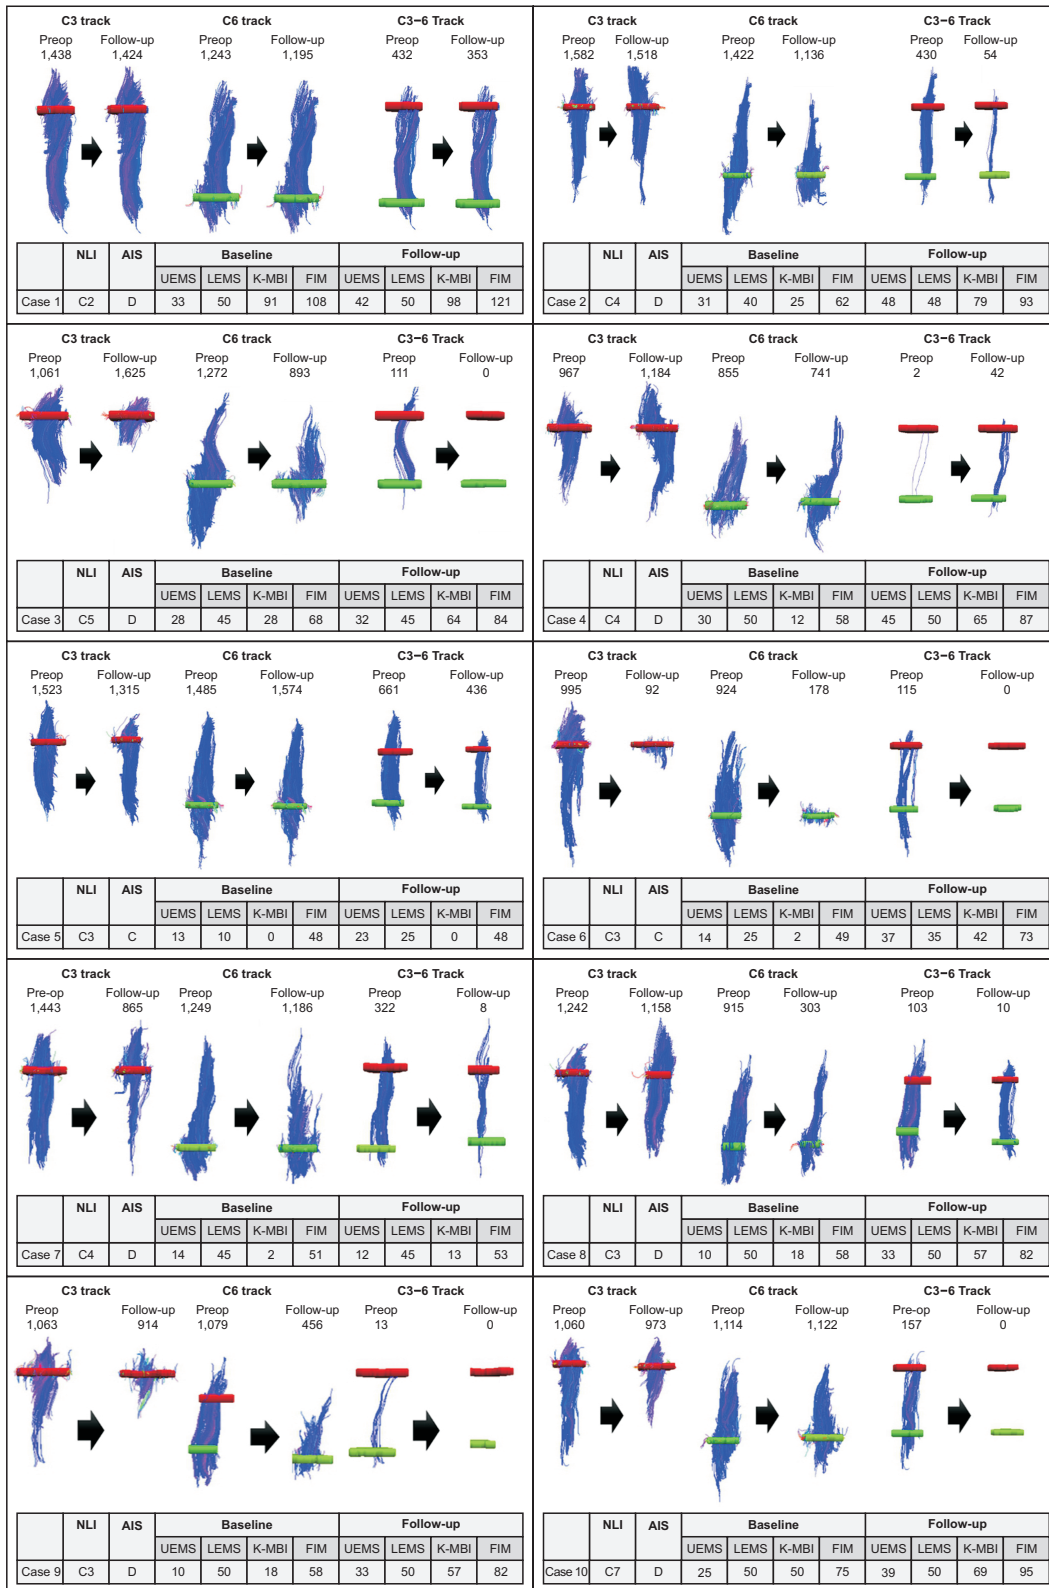 C3 track C6 track C3−6 Track
Preop Follow-up Preop Follow-up Preop Follow-up
1,438 1,424 1,243 1,195 432 353
NLI AIS Baseline Follow-up
UEMS LEMS K-MBI FIM UEMS LEMS K-MBI FIM
Case 1 C2 D 33 50 91 108 42 50 98 121
C3 track C6 track C3−6 Track
Preop Follow-up Preop Follow-up Preop Follow-up
1,582 1,518 1,422 1,136 430 54
NLI AIS Baseline Follow-up
UEMS LEMS K-MBI FIM UEMS LEMS K-MBI FIM
Case 2 C4 D 31 40 25 62 48 48 79 93
C3 track C6 track C3−6 Track
Preop Follow-up Preop Follow-up Preop Follow-up
1,061 1,625 1,272 893 111 0
NLI AIS Baseline Follow-up
UEMS LEMS K-MBI FIM UEMS LEMS K-MBI FIM
Case 3 C5 D 28 45 28 68 32 45 64 84
C3 track C6 track C3−6 Track
Preop Follow-up Preop Follow-up Preop Follow-up
967 1,184 855 741 2 42
NLI AIS Baseline Follow-up
UEMS LEMS K-MBI FIM UEMS LEMS K-MBI FIM
Case 4 C4 D 30 50 12 58 45 50 65 87
C3 track C6 track C3−6 Track
Preop Follow-up Preop Follow-up Preop Follow-up
1,523 1,315 1,485 1,574 661 436
NLI AIS Baseline Follow-up
UEMS LEMS K-MBI FIM UEMS LEMS K-MBI FIM
Case 5 C3 C 13 10 0 48 23 25 0 48
C3 track C6 track C3−6 Track
Preop Follow-up Preop Follow-up Preop Follow-up
995 92 924 178 115 0
NLI AIS Baseline Follow-up
UEMS LEMS K-MBI FIM UEMS LEMS K-MBI FIM
Case 6 C3 C 14 25 2 49 37 35 42 73
C3 track C6 track C3−6 Track
Pre-op Follow-up Preop Follow-up Preop Follow-up
1,443 865 1,249 1,186 322 8
NLI AIS Baseline Follow-up
UEMS LEMS K-MBI FIM UEMS LEMS K-MBI FIM
Case 7 C4 D 14 45 2 51 12 45 13 53
C3 track C6 track C3−6 Track
Preop Follow-up Preop Follow-up Preop Follow-up
1,242 1,158 915 303 103 10
NLI AIS Baseline Follow-up
UEMS LEMS K-MBI FIM UEMS LEMS K-MBI FIM
Case 8 C3 D 10 50 18 58 33 50 57 82
C3 track C6 track C3−6 Track
Preop Follow-up Preop Follow-up Preop Follow-up
1,063 914 1,079 456 13 0
NLI AIS Baseline Follow-up
UEMS LEMS K-MBI FIM UEMS LEMS K-MBI FIM
Case 9 C3 D 10 50 18 58 33 50 57 82
C3 track C6 track C3−6 Track
Preop Follow-up Preop Follow-up Pre-op Follow-up
1,060 973 1,114 1,122 157 0
NLI AIS Baseline Follow-up
UEMS LEMS K-MBI FIM UEMS LEMS K-MBI FIM
Case 10 C7 D 25 50 50 75 39 50 69 95